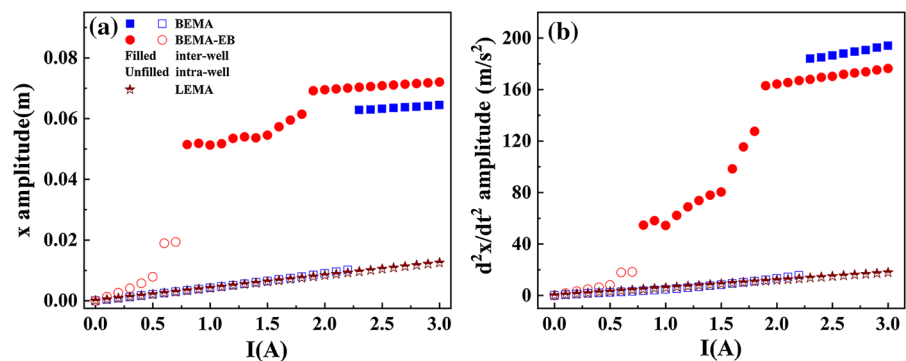 (a)
BEMA
BEMA-EB
Filled inter-well
Unfilled intra-well
LEMA
x amplitude(m)
0.08
0.06
0.04
0.02
0.00
0.0 0.5 1.0 1.5 2.0 2.5 3.0
I(A)
(b)
d²x/dt² amplitude (m/s²)
200
160
120
80
40
0
0.0 0.5 1.0 1.5 2.0 2.5 3.0
I(A)